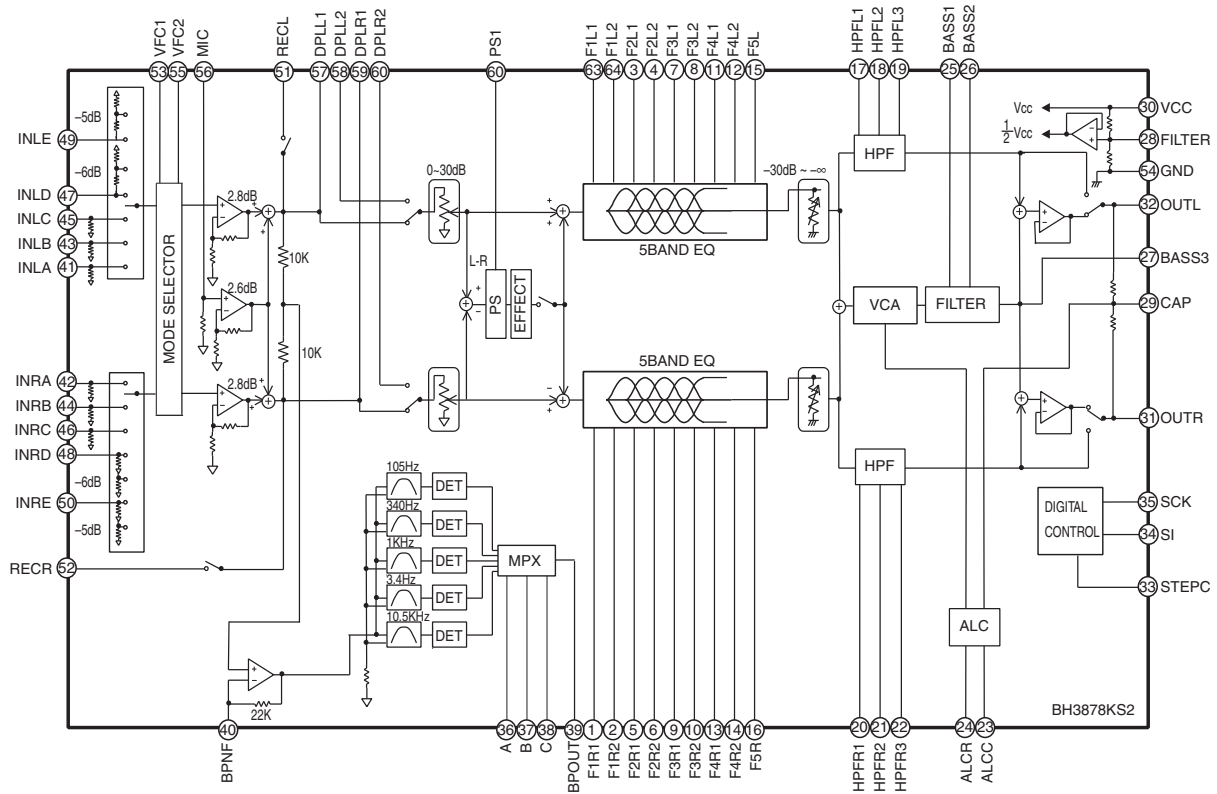 VFC1
VFC2
MIC
RECL
DPLL1
DPLL2
DPLR1
DPLR2
PS1
F1L1
F1L2
F2L1
F2L2
F3L1
F3L2
F4L1
F4L2
F5L
HPFL1
HPFL2
HPFL3
BASS1
BASS2
53
55
56
51
57
58
59
60
60
63
64
3
4
7
8
11
12
15
17
18
19
25
26
INLE 49
INLD 47
INLC 45
INLB 43
INLA 41
–5dB
–6dB
MODE SELECTOR
2.8dB
2.6dB
2.8dB
10K
10K
0~30dB
L-R
PS
EFFECT
5BAND EQ
5BAND EQ
–30dB ~ –∞
HPF
VCA
FILTER
HPF
Vcc
1/2 Vcc
30 VCC
28 FILTER
54 GND
32 OUTL
27 BASS3
29 CAP
31 OUTR
35 SCK
34 SI
33 STEPC
DIGITAL
CONTROL
ALC
INRA 42
INRB 44
INRC 46
INRD 48
INRE 50
–6dB
–5dB
RECR 52
105Hz
DET
340Hz
DET
1KHz
DET
3.4Hz
DET
10.5KHz
DET
MPX
22K
BH3878KS2
40
36
37
38
39
1
2
5
6
9
10
13
14
16
20
21
22
24
23
BPNF
A
B
C
BPOUT
F1R1
F1R2
F2R1
F2R2
F3R1
F3R2
F4R1
F4R2
F5R
HPFR1
HPFR2
HPFR3
ALCR
ALCC